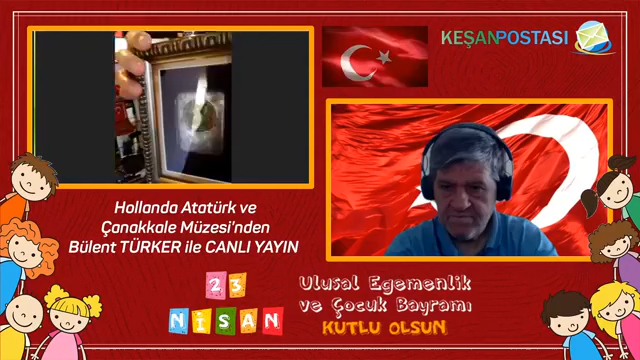 KEŞANPOSTASI
Hollanda Atatürk ve
Çanakkale Müzesi'nden
Bülent TÜRKER ile CANLI YAYIN
23
NİSAN
Ulusal Egemenlik
ve Çocuk Bayramı
KUTLU OLSUN